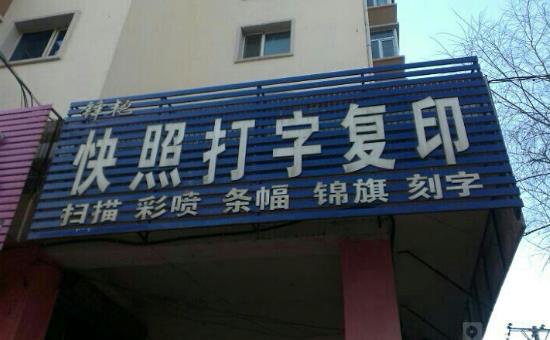 快照打字复印
扫描 彩喷 条幅 锦旗 刻字